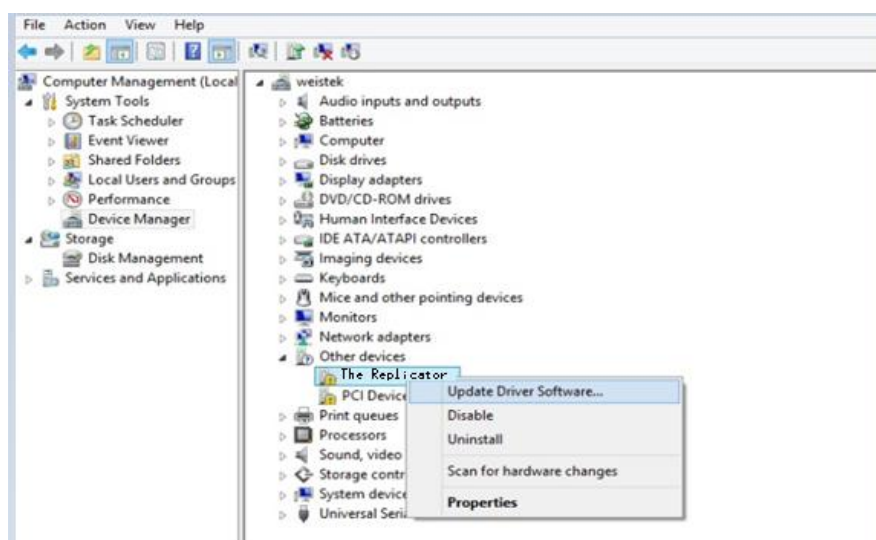 File Action View Help
Computer Management (Local
System Tools
Task Scheduler
Event Viewer
Shared Folders
Local Users and Groups
Performance
Device Manager
Storage
Disk Management
Services and Applications
weistek
Audio inputs and outputs
Batteries
Computer
Disk drives
Display adapters
DVD/CD-ROM drives
Human Interface Devices
IDE ATA/ATAPI controllers
Imaging devices
Keyboards
Mice and other pointing devices
Monitors
Network adapters
Other devices
The Replicator
PCI Device
Print queues
Processors
Sound, video
Storage contr
System device
Universal Seri
Update Driver Software...
Disable
Uninstall
Scan for hardware changes
Properties